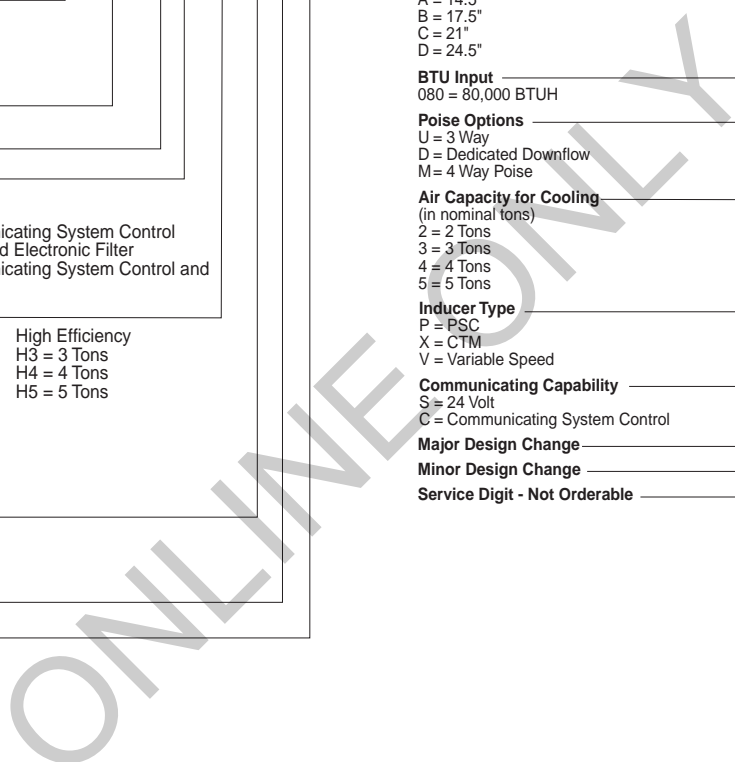 icating System Control
d Electronic Filter
icating System Control and
High Efficiency
H3 = 3 Tons
H4 = 4 Tons
H5 = 5 Tons
A = 14.5"
B = 17.5"
C = 21"
D = 24.5"
BTU Input
080 = 80,000 BTUH
Poise Options
U = 3 Way
D = Dedicated Downflow
M= 4 Way Poise
Air Capacity for Cooling
(in nominal tons)
2 = 2 Tons
3 = 3 Tons
4 = 4 Tons
5 = 5 Tons
Inducer Type
P = PSC
X = CTM
V = Variable Speed
Communicating Capability
S = 24 Volt
C = Communicating System Control
Major Design Change
Minor Design Change
Service Digit - Not Orderable
ONLINE ONLY